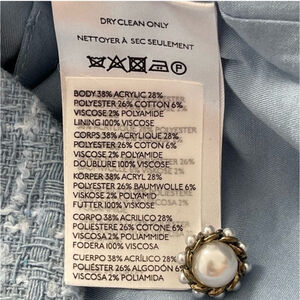 DRY CLEAN ONLY
NETTOYER À SEC SEULEMENT
P
BODY 38% ACRYLIC 28%
POLYESTER 26% COTTON 6%
VISCOSE 2% POLYAMIDE
LINING 100% VISCOSE
CORPS 38% ACRYLIQUE 28%
POLYESTER 26% COTON 6%
VISCOSE 2% POLYAMIDE
DOUBLURE 100% VISCOSE
KÖRPER 38% ACRYL 28%
POLYESTER 26% BAUMWOLLE 6%
VISKOSE 2% POLYAMID
FUTTER 100% VISKOSE
CORPO 38% ACRILICO 28%
POLIESTERE 26% COTONE 6%
VISCOSA 2% POLIAMMIDE
FODERA 100% VISCOSA
CUERPO 38% ACRÍLICO 28%
POLIÉSTER 26% ALGODÓN 6%
VISCOSA 2% POLIAMIDA